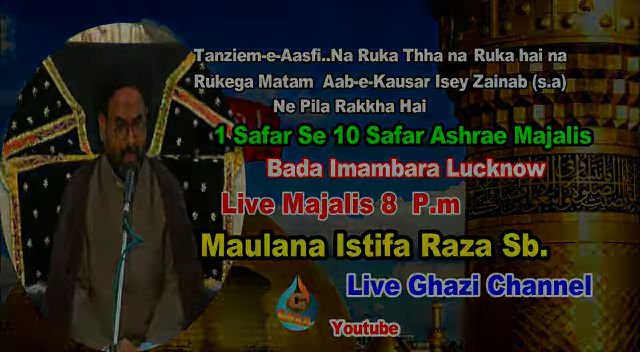 Tanziem-e-Aasfi..Na Ruka Thha na Ruka hai na
Rukega Matam Aab-e-Kausar Isey Zainab (s.a)
Ne Pila Rakkha Hai
1 Safar Se 10 Safar Ashrae Majalis
Bada Imambara Lucknow
Live Majalis 8 P.m
Maulana Istifa Raza Sb.
Live Ghazi Channel
Youtube